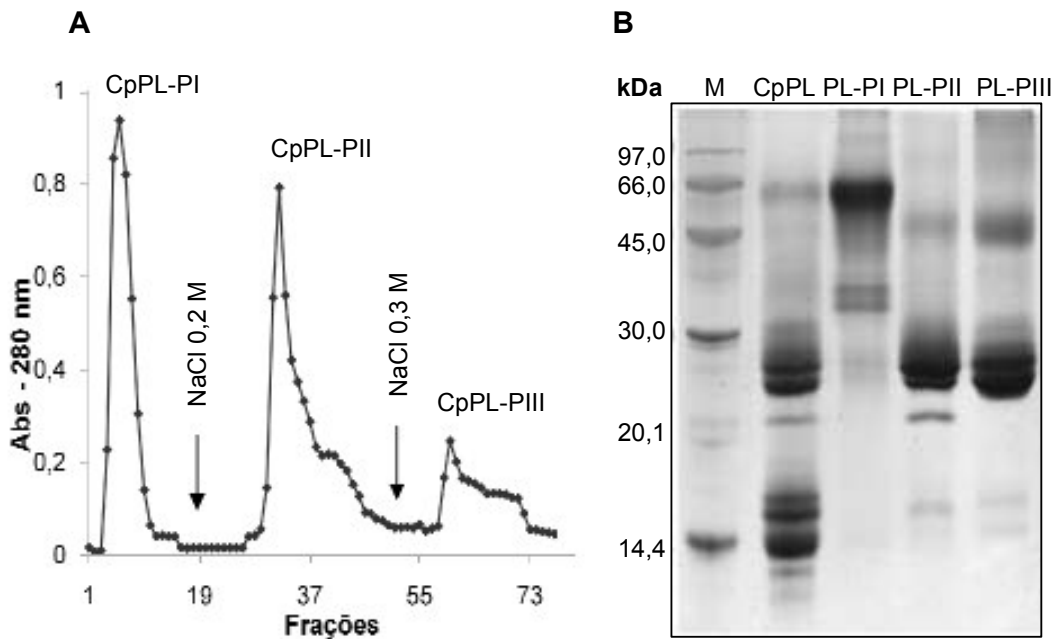 A
CpPL-PI
CpPL-PII
CpPL-PIII
NaCl 0,2 M
NaCl 0,3 M
Abs - 280 nm
1
0,8
0,6
0,4
0,2
0
1 19 37 55 73
Frações
B
kDa M CpPL PL-PI PL-PII PL-PIII
97,0
66,0
45,0
30,0
20,1
14,4